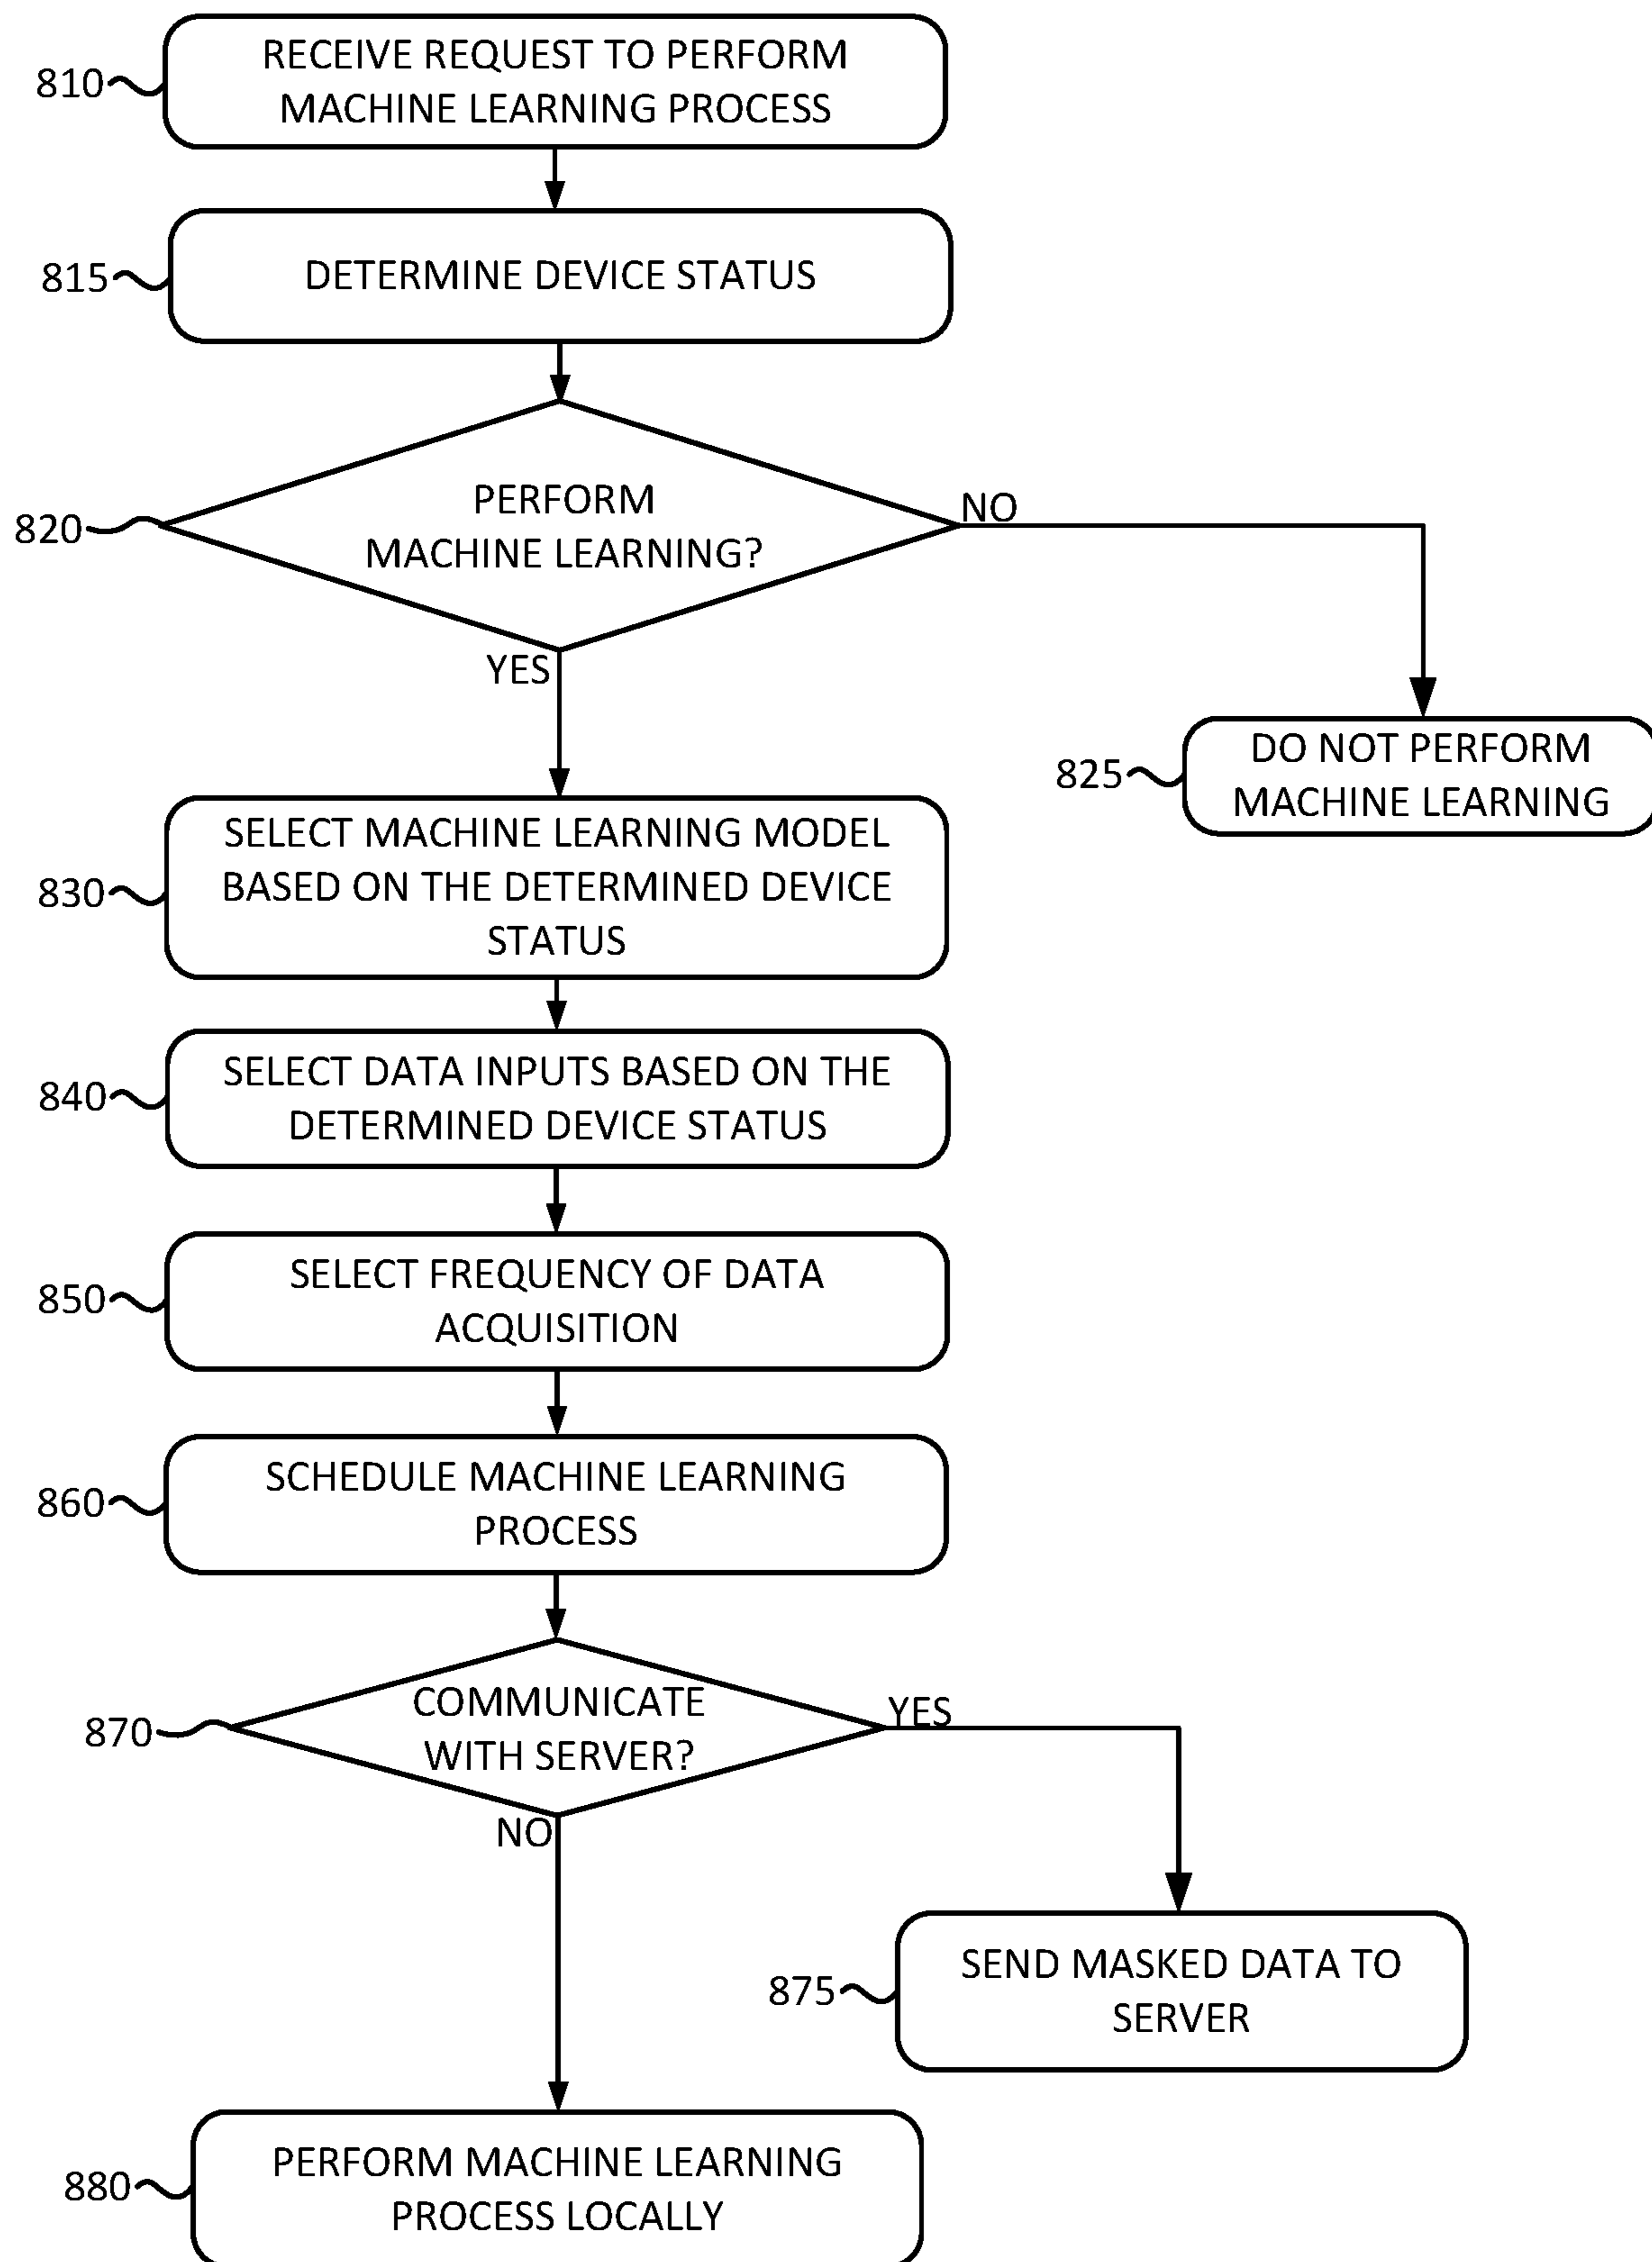 810
RECEIVE REQUEST TO PERFORM
MACHINE LEARNING PROCESS
815
DETERMINE DEVICE STATUS
820
PERFORM
MACHINE LEARNING?
NO
YES
825
DO NOT PERFORM
MACHINE LEARNING
830
SELECT MACHINE LEARNING MODEL
BASED ON THE DETERMINED DEVICE
STATUS
840
SELECT DATA INPUTS BASED ON THE
DETERMINED DEVICE STATUS
850
SELECT FREQUENCY OF DATA
ACQUISITION
860
SCHEDULE MACHINE LEARNING
PROCESS
870
COMMUNICATE
WITH SERVER?
YES
NO
875
SEND MASKED DATA TO
SERVER
880
PERFORM MACHINE LEARNING
PROCESS LOCALLY